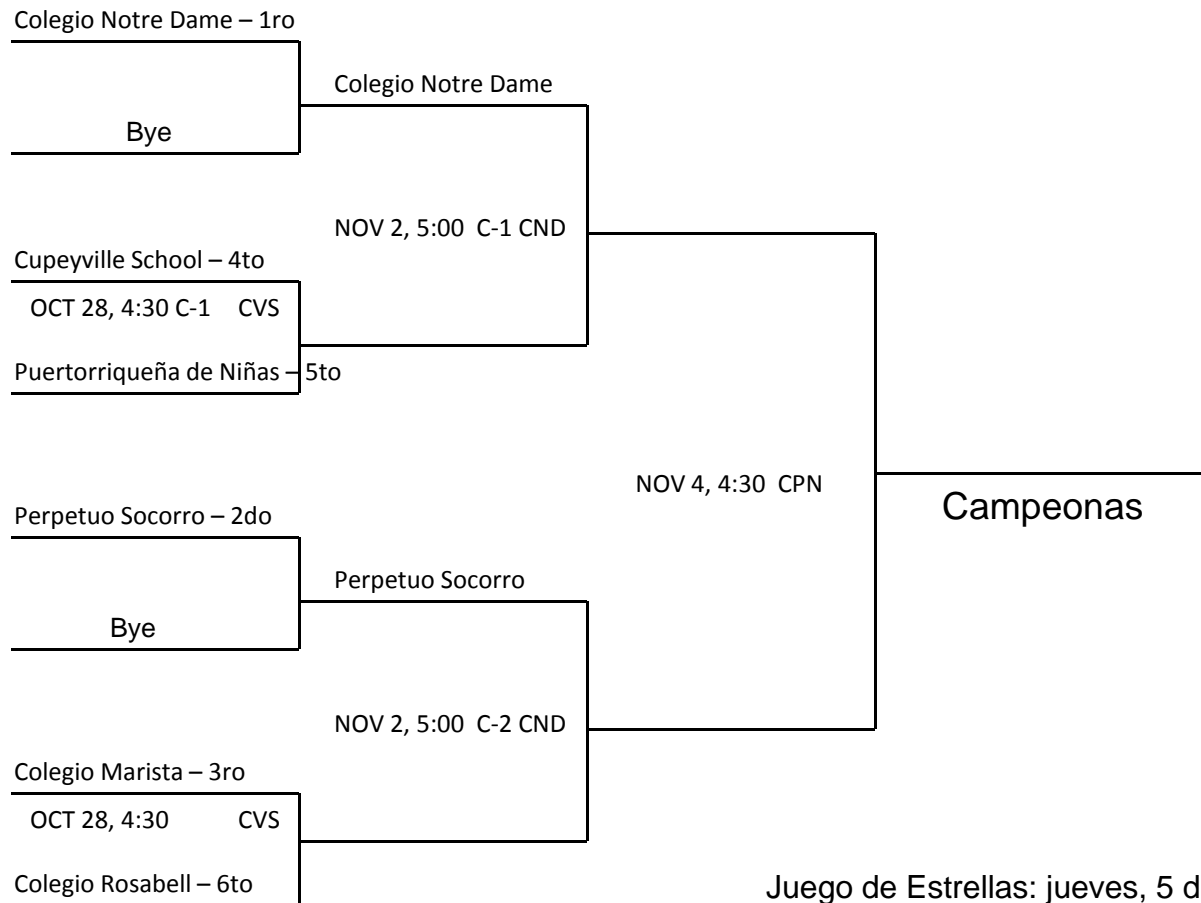 Colegio Notre Dame – 1ro
Colegio Notre Dame
Bye
NOV 2, 5:00 C-1 CND
Cupeyville School – 4to
OCT 28, 4:30 C-1 CVS
Puertorriqueña de Niñas – 5to
NOV 4, 4:30 CPN
Campeonas
Perpetuo Socorro – 2do
Perpetuo Socorro
Bye
NOV 2, 5:00 C-2 CND
Colegio Marista – 3ro
OCT 28, 4:30 CVS
Colegio Rosabell – 6to
Juego de Estrellas: jueves, 5 d